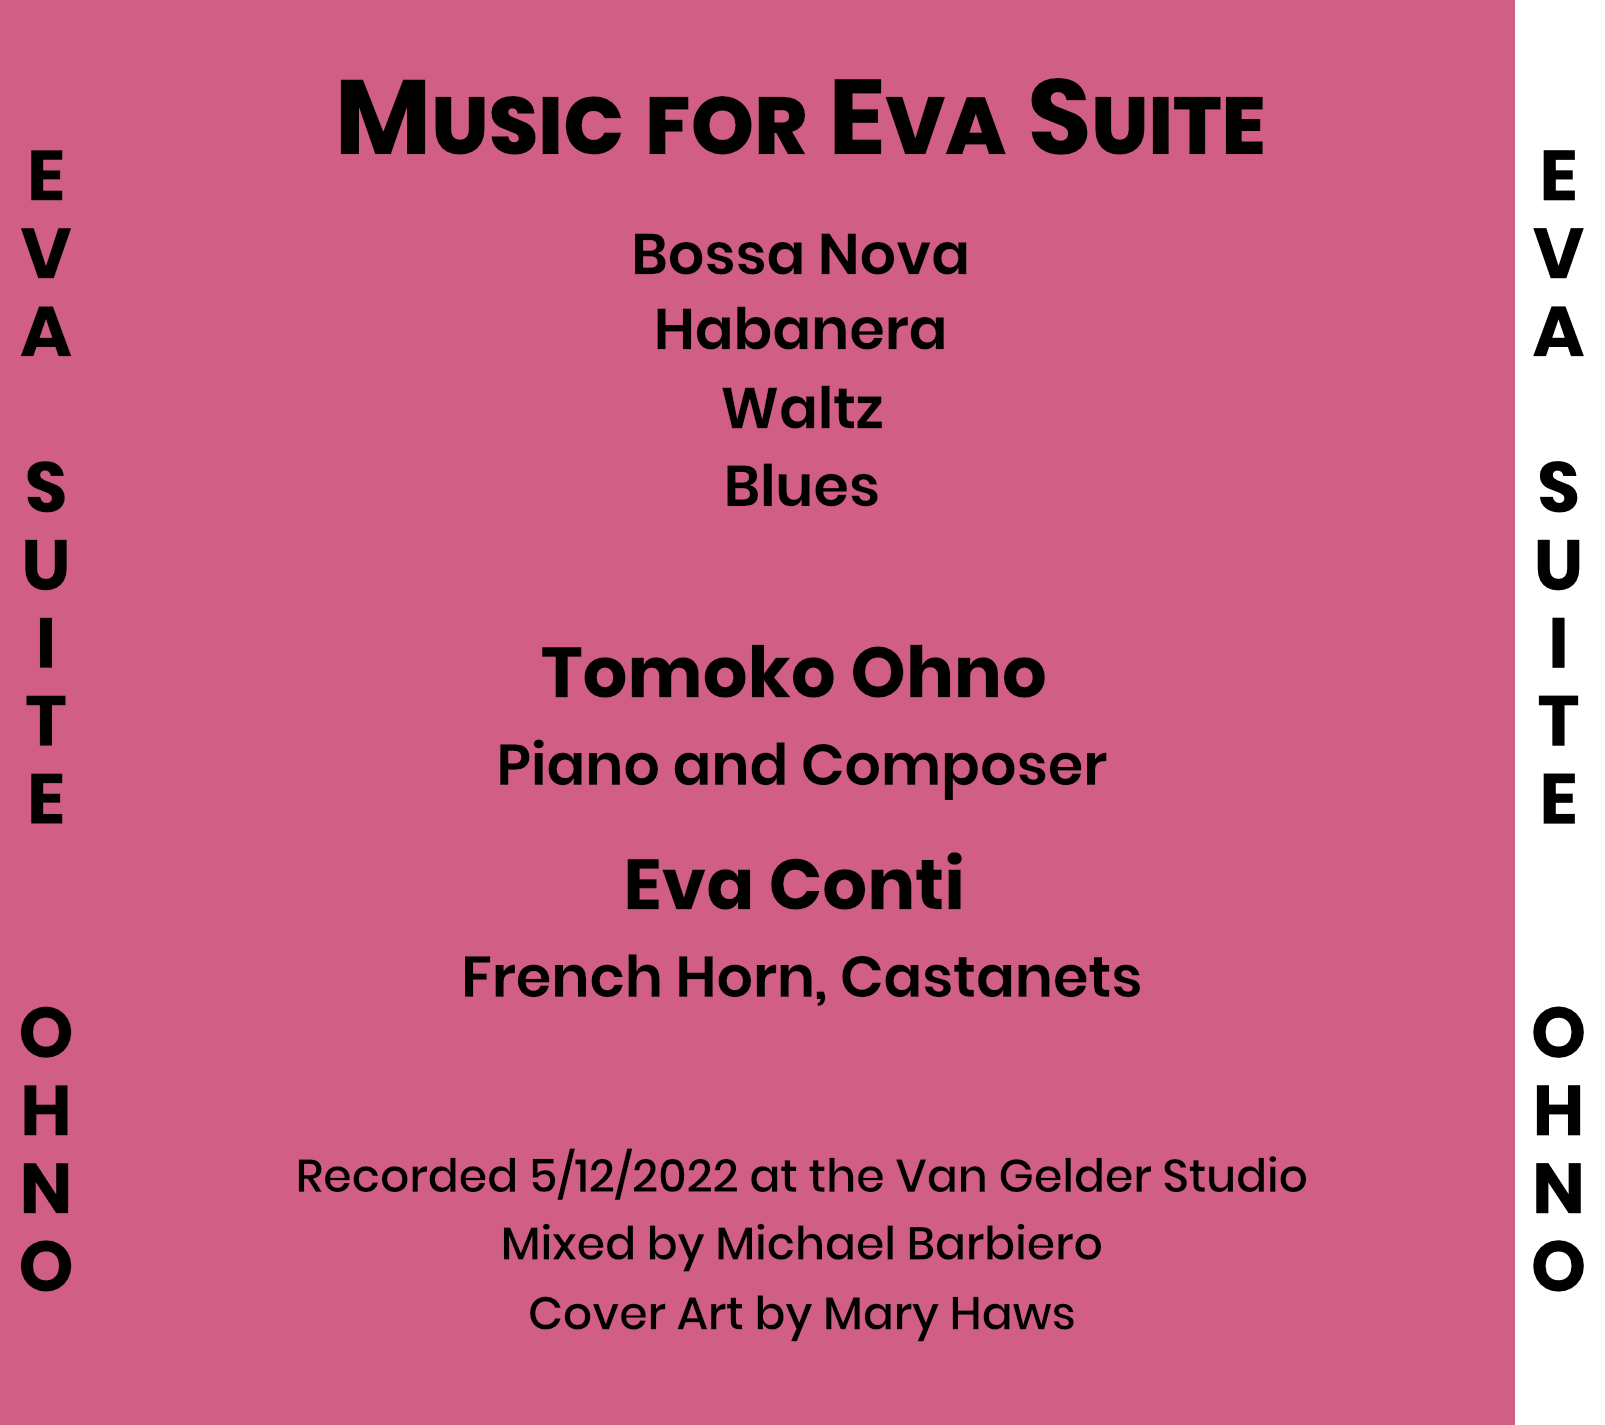 MUSIC FOR EVA SUITE
Bossa Nova
Habanera
Waltz
Blues
Tomoko Ohno
Piano and Composer
Eva Conti
French Horn, Castanets
Recorded 5/12/2022 at the Van Gelder Studio
Mixed by Michael Barbiero
Cover Art by Mary Haws
EVA SUITE OHNO
EVA SUITE OHNO